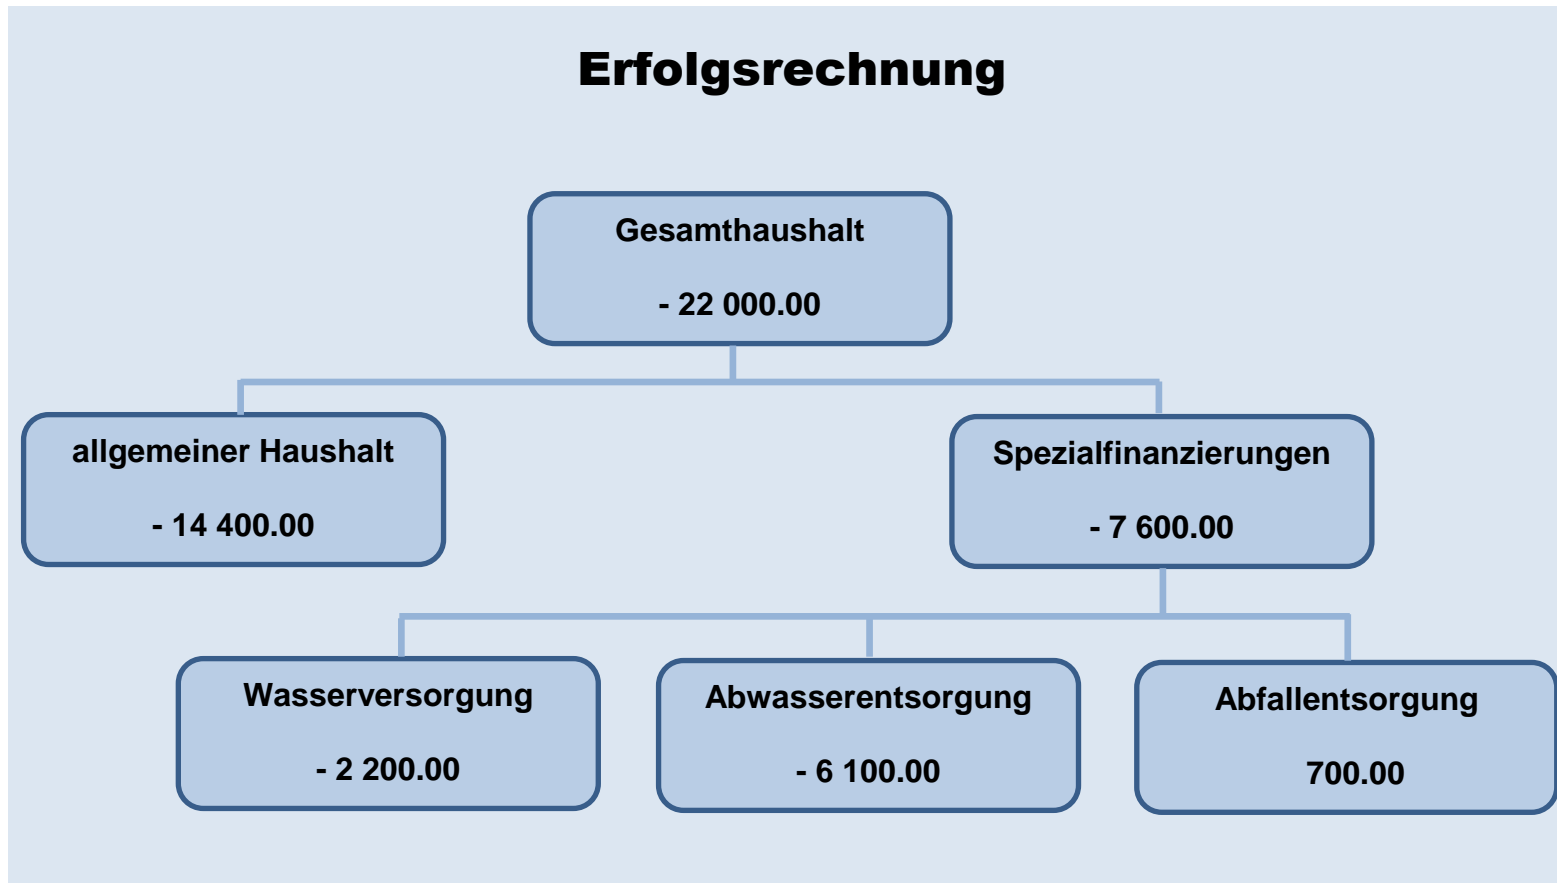 Erfolgsrechnung
Gesamthaushalt
- 22 000.00
allgemeiner Haushalt
- 14 400.00
Spezialfinanzierungen
- 7 600.00
Wasserversorgung
- 2 200.00
Abwasserentsorgung
- 6 100.00
Abfallentsorgung
700.00